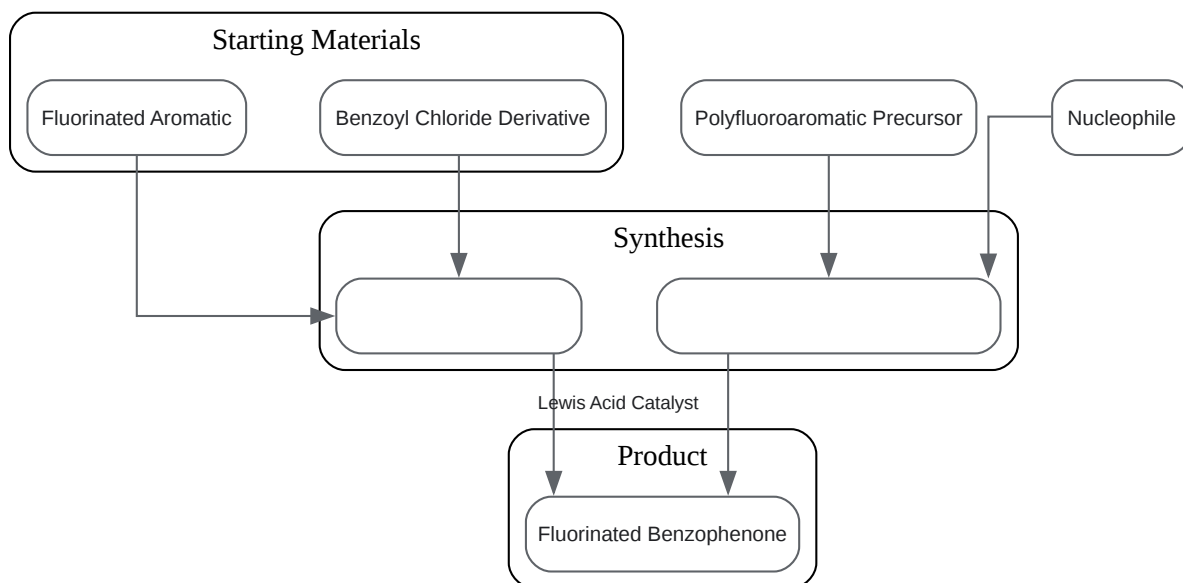 Starting Materials
Fluorinated Aromatic
Benzoyl Chloride Derivative
Polyfluoroaromatic Precursor
Nucleophile
Synthesis
Lewis Acid Catalyst
Product
Fluorinated Benzophenone